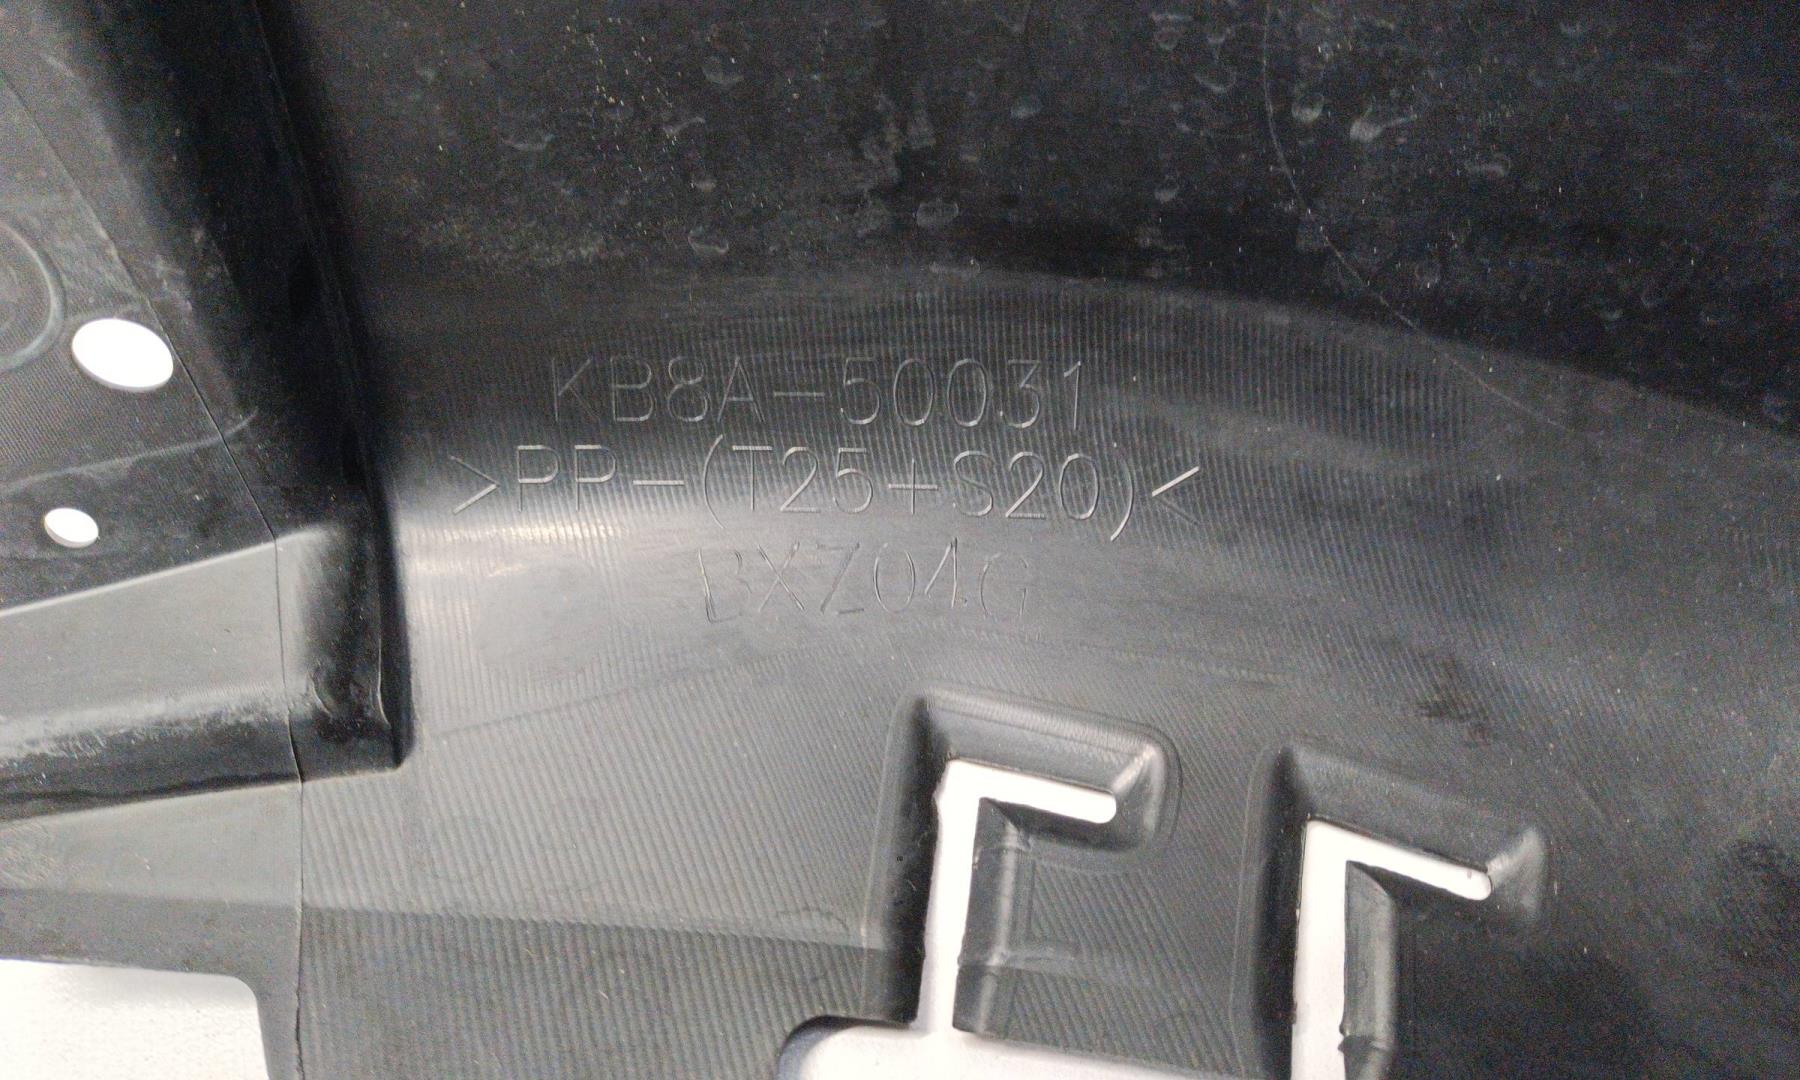 KB8A-50031
>PP-(T25+S20)<
BXZ04G